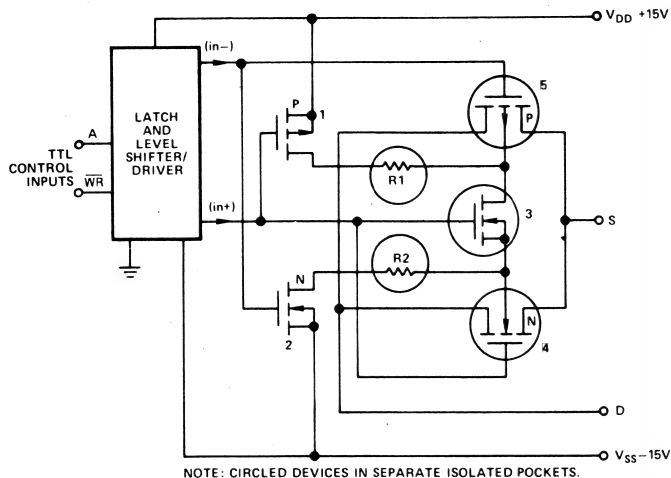 V_DD +15V
(in-)
5
P
P
1
LATCH
AND
LEVEL
SHIFTER/
DRIVER
A
TTL
CONTROL
INPUTS
W̅R̅
R1
(in+)
3
S
R2
N
N
2
4
D
V_SS-15V
NOTE: CIRCLED DEVICES IN SEPARATE ISOLATED POCKETS.